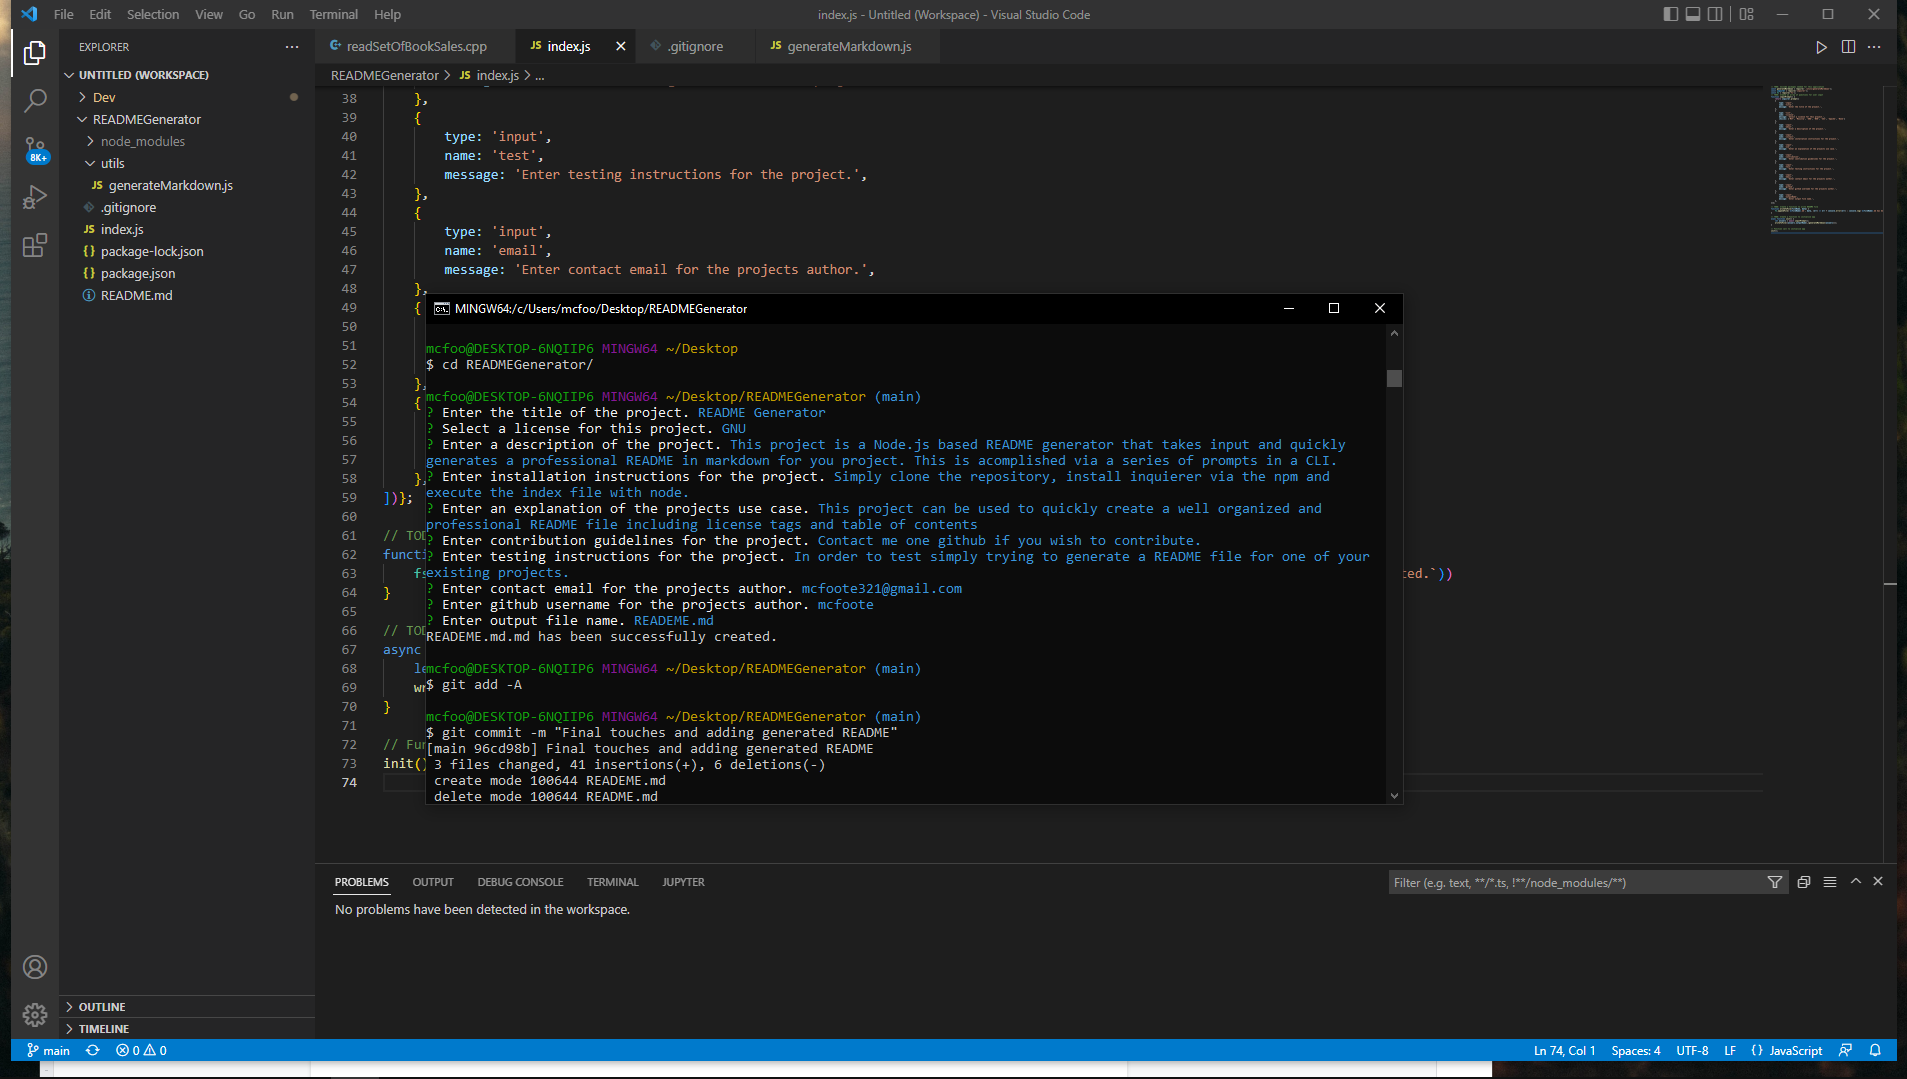 File Edit Selection View Go Run Terminal Help
index.js - Untitled (Workspace) - Visual Studio Code
EXPLORER
UNTITLED (WORKSPACE)
Dev
READMEGenerator
node_modules
utils
JS generateMarkdown.js
.gitignore
JS index.js
{} package-lock.json
{} package.json
README.md
8K+
OUTLINE
TIMELINE
readSetOfBookSales.cpp
JS index.js
.gitignore
JS generateMarkdown.js
READMEGenerator > JS index.js > ...
38 },
39 {
40 type: 'input',
41 name: 'test',
42 message: 'Enter testing instructions for the project.',
43 },
44 {
45 type: 'input',
46 name: 'email',
47 message: 'Enter contact email for the projects author.',
48 },
49 {
50
51
52
53 },
54 {
55
56
57
58 },
59 ])};
60
61 // TOD
62 functi
63 fs ted.`))
64 }
65
66 // TOD
67 async
68 le
69 wr
70 }
71
72 // Fun
73 init()
74
MINGW64:/c/Users/mcfoo/Desktop/READMEGenerator
mcfoo@DESKTOP-6NQIIP6 MINGW64 ~/Desktop
$ cd READMEGenerator/
mcfoo@DESKTOP-6NQIIP6 MINGW64 ~/Desktop/READMEGenerator (main)
? Enter the title of the project. README Generator
? Select a license for this project. GNU
? Enter a description of the project. This project is a Node.js based README generator that takes input and quickly
generates a professional README in markdown for you project. This is acomplished via a series of prompts in a CLI.
? Enter installation instructions for the project. Simply clone the repository, install inquierer via the npm and
execute the index file with node.
? Enter an explanation of the projects use case. This project can be used to quickly create a well organized and
professional README file including license tags and table of contents
? Enter contribution guidelines for the project. Contact me one github if you wish to contribute.
? Enter testing instructions for the project. In order to test simply trying to generate a README file for one of your
existing projects.
? Enter contact email for the projects author. mcfoote321@gmail.com
? Enter github username for the projects author. mcfoote
? Enter output file name. READEME.md
READEME.md.md has been successfully created.
mcfoo@DESKTOP-6NQIIP6 MINGW64 ~/Desktop/READMEGenerator (main)
$ git add -A
mcfoo@DESKTOP-6NQIIP6 MINGW64 ~/Desktop/READMEGenerator (main)
$ git commit -m "Final touches and adding generated README"
[main 96cd98b] Final touches and adding generated README
3 files changed, 41 insertions(+), 6 deletions(-)
create mode 100644 READEME.md
delete mode 100644 README.md
PROBLEMS OUTPUT DEBUG CONSOLE TERMINAL JUPYTER
Filter (e.g. text, **/*.ts, !**/node_modules/**)
No problems have been detected in the workspace.
main 0 0
Ln 74, Col 1 Spaces: 4 UTF-8 LF {} JavaScript